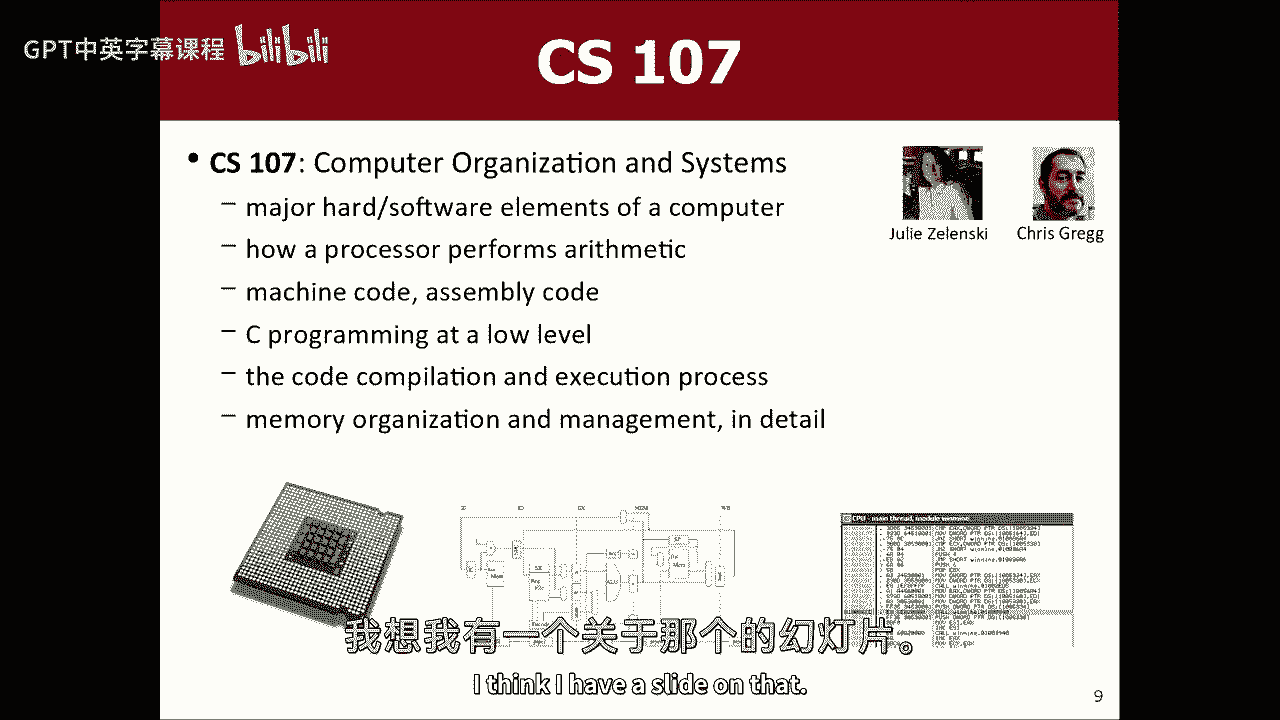 GPT中英字幕课程 bilibili
CS 107
• CS 107: Computer Organization and Systems
– major hard/software elements of a computer
– how a processor performs arithmetic
– machine code, assembly code
– C programming at a low level
– the code compilation and execution process
– memory organization and management, in detail
Julie Zelenski
Chris Gregg
我想我有一个关于那个的幻灯片。
I think I have a slide on that.
9